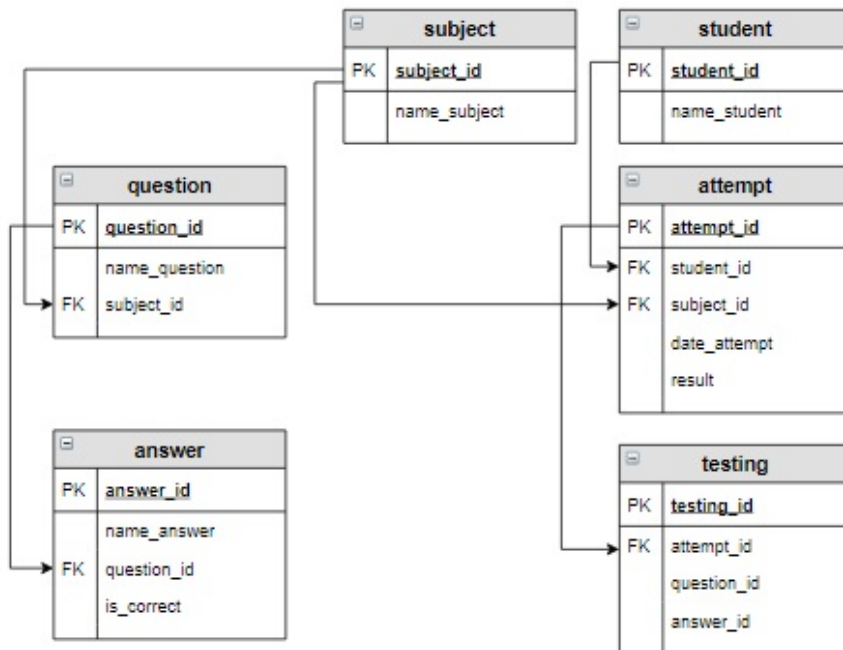 subject
PK subject_id
name_subject
student
PK student_id
name_student
question
PK question_id
name_question
FK subject_id
attempt
PK attempt_id
FK student_id
FK subject_id
date_attempt
result
answer
PK answer_id
name_answer
FK question_id
is_correct
testing
PK testing_id
FK attempt_id
question_id
answer_id